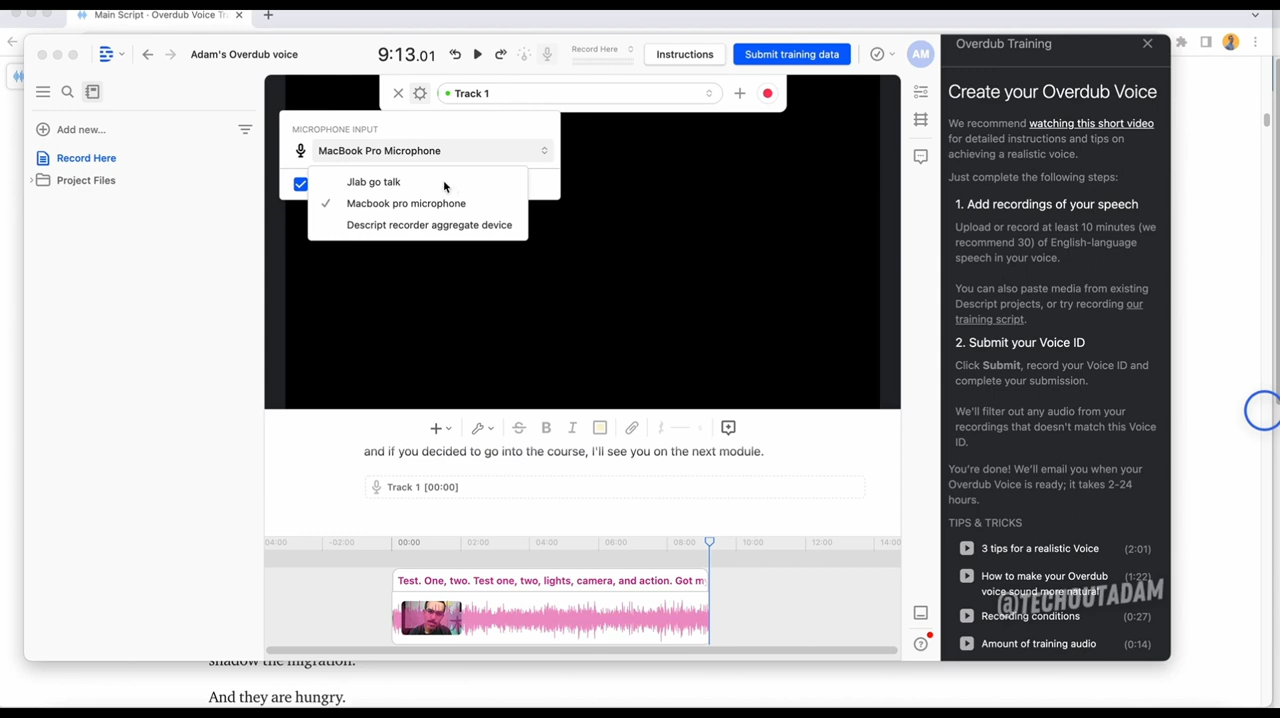 Main Script · Overdub Voice Tr
Adam's Overdub voice
9:13.01
Record Here
Instructions
Submit training data
AM
Overdub Training
Track 1
Add new...
Record Here
Project Files
MICROPHONE INPUT
MacBook Pro Microphone
Jlab go talk
Macbook pro microphone
Descript recorder aggregate device
Create your Overdub Voice
We recommend watching this short video
for detailed instructions and tips on
achieving a realistic voice.
Just complete the following steps:
1. Add recordings of your speech
Upload or record at least 10 minutes (we
recommend 30) of English-language
speech in your voice.
You can also paste media from existing
Descript projects, or try recording our
training script.
2. Submit your Voice ID
Click Submit, record your Voice ID and
complete your submission.
We'll filter out any audio from your
recordings that doesn't match this Voice
ID.
You're done! We'll email you when your
Overdub Voice is ready; it takes 2-24
hours.
TIPS & TRICKS
3 tips for a realistic Voice (2:01)
How to make your Overdub (1:22)
voice sound more natural
Recording conditions (0:27)
Amount of training audio (0:14)
@TECHOUTADAM
B
I
and if you decided to go into the course, I'll see you on the next module.
Track 1 [00:00]
04:00 -02:00 00:00 02:00 04:00 06:00 08:00 10:00 12:00 14:00
Test. One, two. Test one, two, lights, camera, and action. Got m
shadow the migration.
And they are hungry.